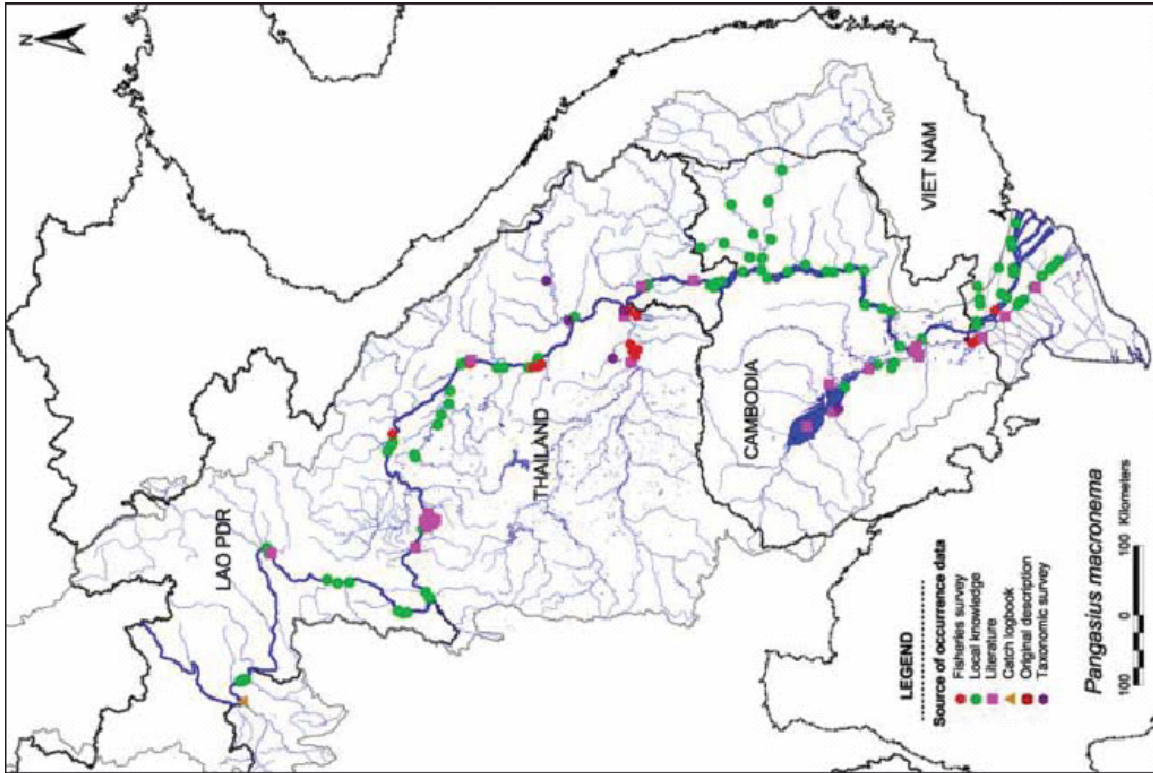 N
LAO PDR
THAILAND
CAMBODIA
VIET NAM
LEGEND
Source of occurrence data
Fisheries survey
Local knowledge
Literature
Catch logbook
Original description
Taxonomic survey
Pangasius macronema
100 0 100 Kilometers